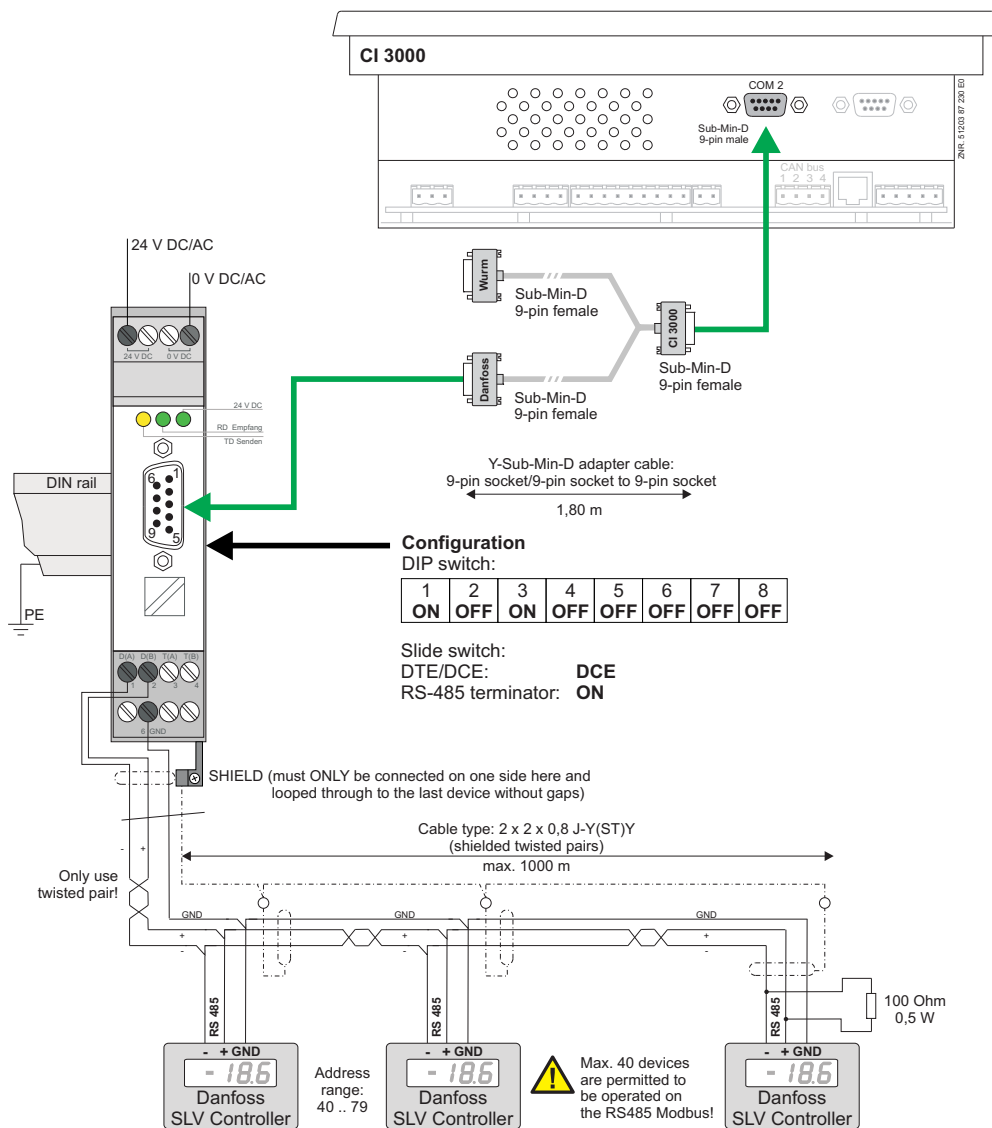 CI 3000
COM 2
Sub-Min-D
9-pin male
ZNR. 51203 87 230 E0
CAN bus
1 2 3 4
24 V DC/AC
0 V DC/AC
24 V DC
0 V DC
24 V DC
RD Empfang
TD Senden
Wurm
Sub-Min-D
9-pin female
CI 3000
Sub-Min-D
9-pin female
Danfoss
Sub-Min-D
9-pin female
Y-Sub-Min-D adapter cable:
9-pin socket/9-pin socket to 9-pin socket
1,80 m
DIN rail
6
1
9
5
PE
Configuration
DIP switch:
1 2 3 4 5 6 7 8
ON OFF ON OFF OFF OFF OFF OFF
Slide switch:
DTE/DCE: DCE
RS-485 terminator: ON
D(A) D(B) T(A) T(B)
1 2 3 4
6 GND
SHIELD (must ONLY be connected on one side here and
looped through to the last device without gaps)
Cable type: 2 x 2 x 0,8 J-Y(ST)Y
(shielded twisted pairs)
max. 1000 m
- +
Only use
twisted pair!
GND
+
-
GND
+
-
GND
+
-
RS 485
RS 485
RS 485
100 Ohm
0,5 W
- + GND
- 18.6
Danfoss
SLV Controller
Address
range:
40 .. 79
- + GND
- 18.6
Danfoss
SLV Controller
!
Max. 40 devices
are permitted to
be operated on
the RS485 Modbus!
- + GND
- 18.6
Danfoss
SLV Controller